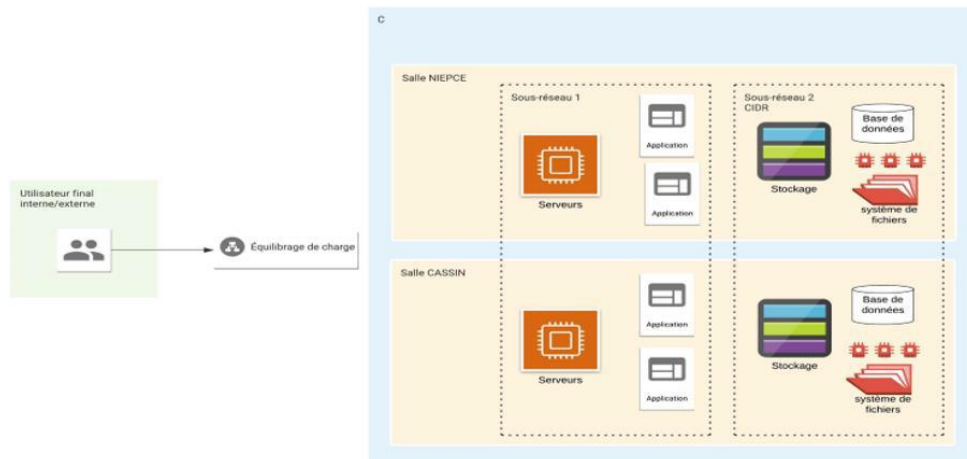 C
Salle NIEPCE
Sous-réseau 1
Application
Serveurs
Application
Sous-réseau 2
CIDR
Base de
données
Stockage
système de
fichiers
Utilisateur final
interne/externe
Équilibrage de charge
Salle CASSIN
Application
Serveurs
Application
Base de
données
Stockage
système de
fichiers